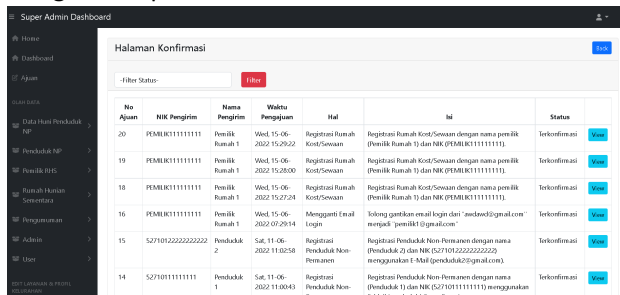 Super Admin Dashboard
Home
Dashboard
Ajuan
OLAH DATA
Data Huni Penduduk
NP
Penduduk NP
Pemilik RHS
Rumah Hunian
Sementara
Pengumuman
Admin
User
EDIT LAYANAN & PROFIL
KELURAHAN
Halaman Konfirmasi
Back
-Filter Status-
Filter
No Ajuan NIK Pengirim Nama Pengirim Waktu Pengajuan Hal Isi Status
20 PEMILIK111111111 Pemilik Wed, 15-06- Registrasi Rumah Registrasi Rumah Kost/Sewaan dengan nama pemilik Terkonfirmasi View
Rumah 1 2022 15:29:22 Kost/Sewaan (Pemilik Rumah 1) dan NIK (PEMILIK111111111).
19 PEMILIK111111111 Pemilik Wed, 15-06- Registrasi Rumah Registrasi Rumah Kost/Sewaan dengan nama pemilik Terkonfirmasi View
Rumah 1 2022 15:28:00 Kost/Sewaan (Pemilik Rumah 1) dan NIK (PEMILIK111111111).
18 PEMILIK111111111 Pemilik Wed, 15-06- Registrasi Rumah Registrasi Rumah Kost/Sewaan dengan nama pemilik Terkonfirmasi View
Rumah 1 2022 15:27:24 Kost/Sewaan (Pemilik Rumah 1) dan NIK (PEMILIK111111111).
16 PEMILIK111111111 Pemilik Wed, 15-06- Mengganti Email Tolong gantikan email login dari "awdawd@gmail.com" Terkonfirmasi View
Rumah 1 2022 07:29:14 Login menjadi "pemilik1@gmail.com"
15 5271012222222222 Penduduk Sat, 11-06- Registrasi Registrasi Penduduk Non-Permanen dengan nama Terkonfirmasi View
2 2022 11:02:58 Penduduk Non- (Penduduk 2) dan NIK (5271012222222222)
Permanen menggunakan E-Mail (penduduk2@gmail.com).
14 52710111111111 Penduduk Sat, 11-06- Registrasi Registrasi Penduduk Non-Permanen dengan nama Terkonfirmasi View
1 2022 11:00:43 Penduduk Non- (Penduduk 1) dan NIK (52710111111111) menggunakan